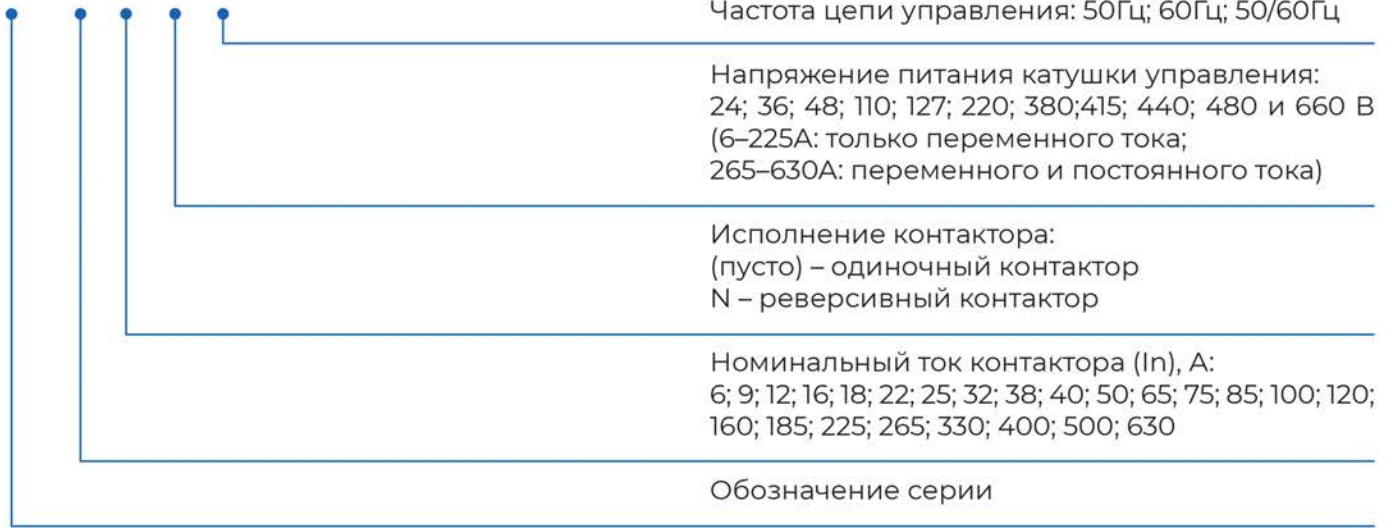 Частота цепи управления: 50Гц; 60Гц; 50/60Гц
Напряжение питания катушки управления:
24; 36; 48; 110; 127; 220; 380;415; 440; 480 и 660 В
(6–225А: только переменного тока;
265–630А: переменного и постоянного тока)
Исполнение контактора:
(пусто) – одиночный контактор
N – реверсивный контактор
Номинальный ток контактора (In), А:
6; 9; 12; 16; 18; 22; 25; 32; 38; 40; 50; 65; 75; 85; 100; 120;
160; 185; 225; 265; 330; 400; 500; 630
Обозначение серии